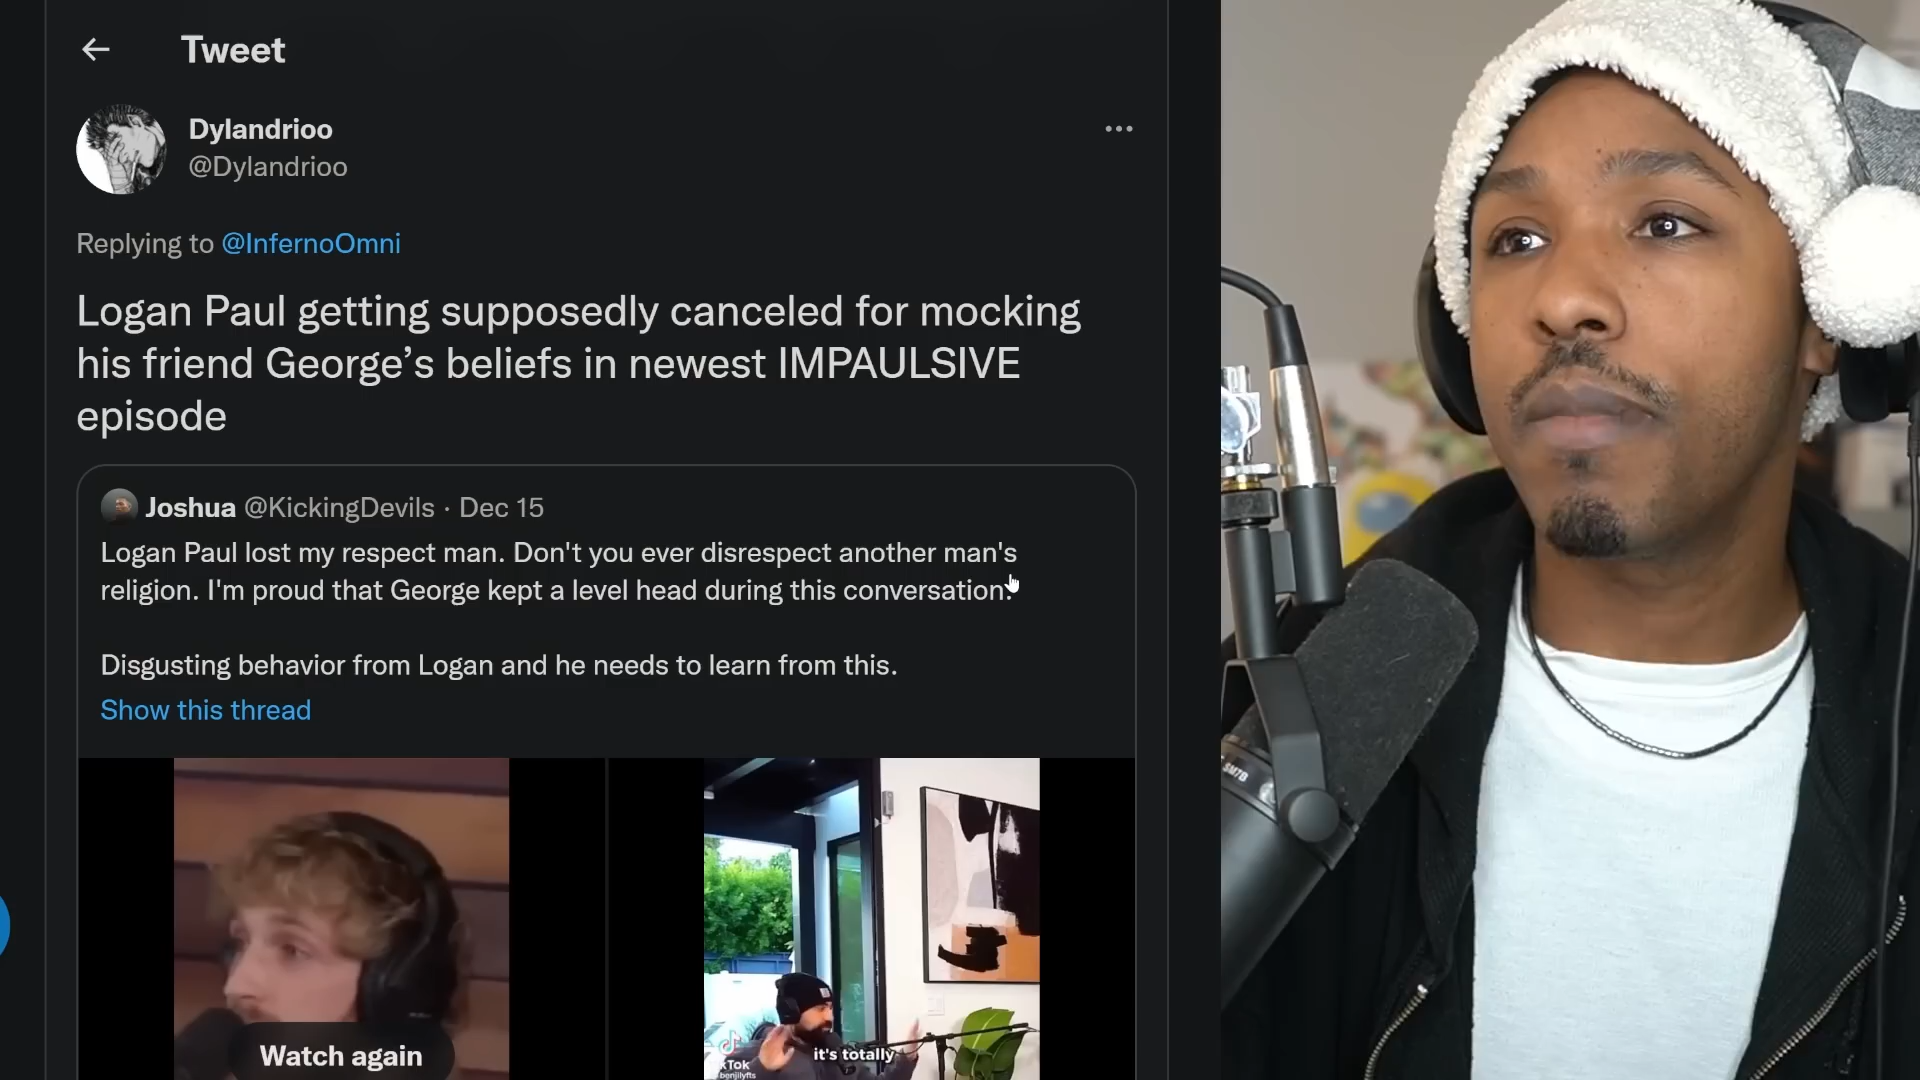 Tweet
Dylandrioo
@Dylandrioo
Replying to @InfernoOmni
Logan Paul getting supposedly canceled for mocking
his friend George’s beliefs in newest IMPAULSIVE
episode
Joshua @KickingDevils · Dec 15
Logan Paul lost my respect man. Don't you ever disrespect another man's
religion. I'm proud that George kept a level head during this conversation.
Disgusting behavior from Logan and he needs to learn from this.
Show this thread
Watch again
it's totally
kTok
benjilyfts
SM7B